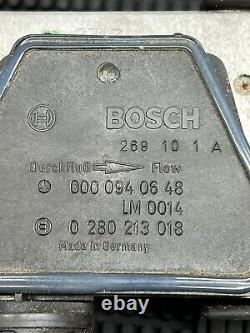 BOSCH
269 10 1 A
Durchfluß Flow
000 094 06 48
LM 0014
0 280 213 018
Made in Germany